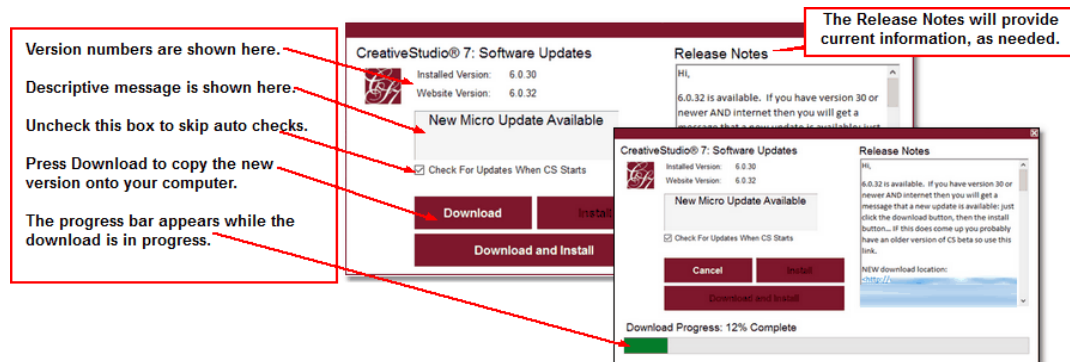 Version numbers are shown here.
Descriptive message is shown here.
Uncheck this box to skip auto checks.
Press Download to copy the new
version onto your computer.
The progress bar appears while the
download is in progress.
The Release Notes will provide
current information, as needed.
CreativeStudio® 7: Software Updates
Installed Version: 6.0.30
Website Version: 6.0.32
New Micro Update Available
Check For Updates When CS Starts
Download
Install
Download and Install
Release Notes
Hi,
6.0.32 is available. If you have version 30 or
newer AND internet then you will get a
message that a new update is available: just
CreativeStudio® 7: Software Updates
Installed Version: 6.0.30
Website Version: 6.0.32
New Micro Update Available
Check For Updates When CS Starts
Cancel
Install
Download and Install
Release Notes
Hi,
6.0.32 is available. If you have version 30 or
newer AND internet then you will get a
message that a new update is available: just
click the download button, then the install
button... IF this does come up you probably
have an older version of CS beta so use this
link.
NEW download location:
Download Progress: 12% Complete